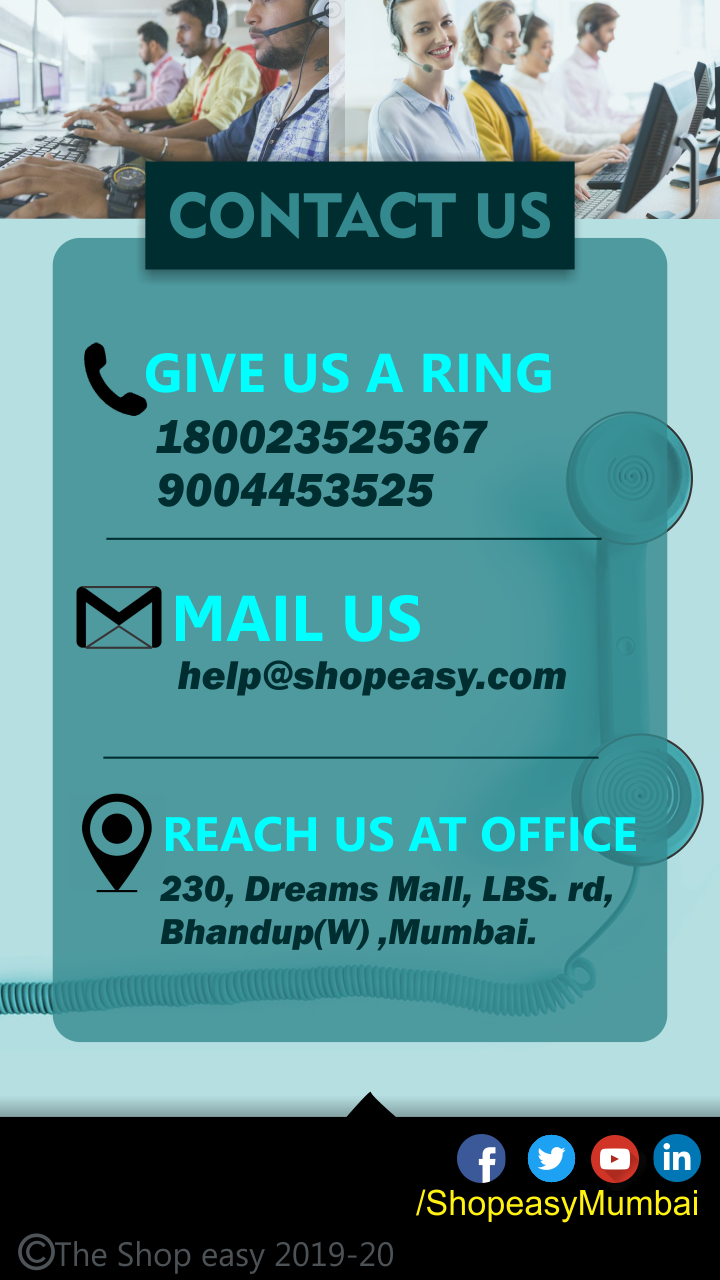 CONTACT US
GIVE US A RING
180023525367
9004453525
MAIL US
help@shopeasy.com
REACH US AT OFFICE
230, Dreams Mall, LBS. rd,
Bhandup(W) ,Mumbai.
/ShopeasyMumbai
©The Shop easy 2019-20